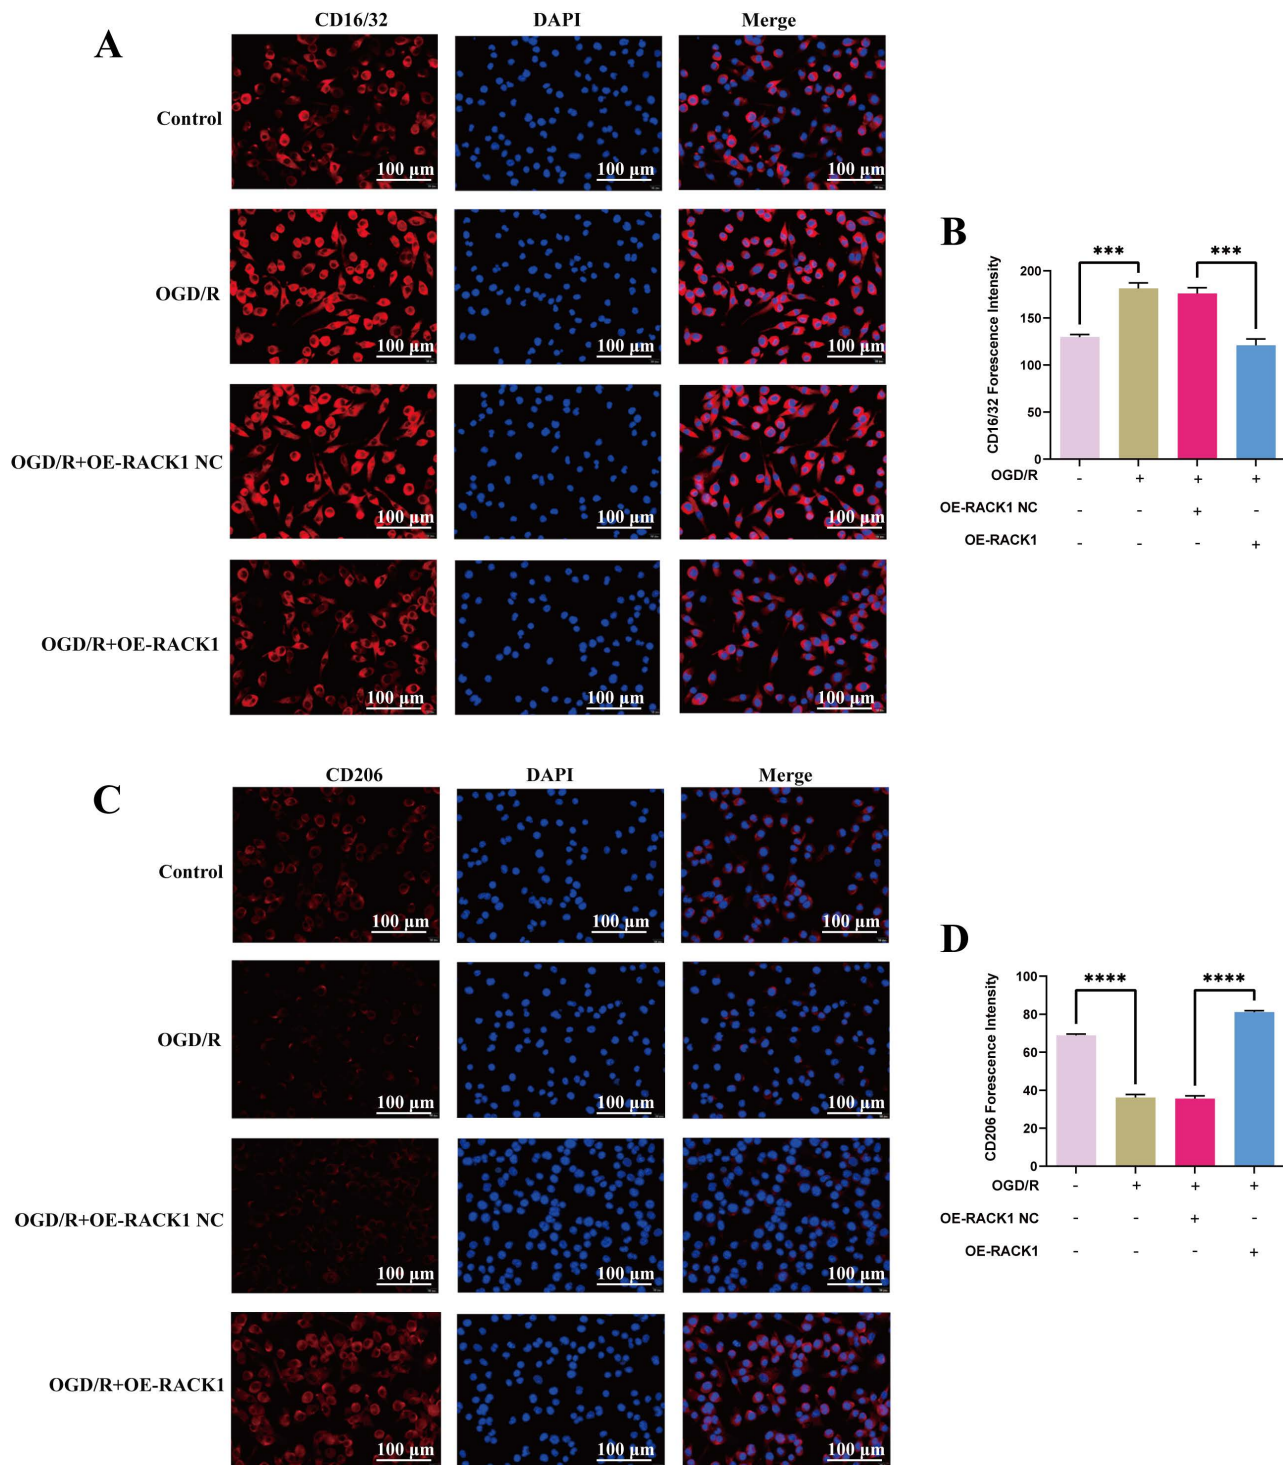 A
CD16/32 DAPI Merge
Control
100 μm 100 μm 100 μm
OGD/R
100 μm 100 μm 100 μm
OGD/R+OE-RACK1 NC
100 μm 100 μm 100 μm
OGD/R+OE-RACK1
100 μm 100 μm 100 μm
B
*** ***
CD16/32 Forescence Intensity
200
150
100
50
0
OGD/R - + + +
OE-RACK1 NC - - + -
OE-RACK1 - - - +
C
CD206 DAPI Merge
Control
100 μm 100 μm 100 μm
OGD/R
100 μm 100 μm 100 μm
OGD/R+OE-RACK1 NC
100 μm 100 μm 100 μm
OGD/R+OE-RACK1
100 μm 100 μm 100 μm
D
**** ****
CD206 Forescence Intensity
100
80
60
40
20
0
OGD/R - + + +
OE-RACK1 NC - - + -
OE-RACK1 - - - +